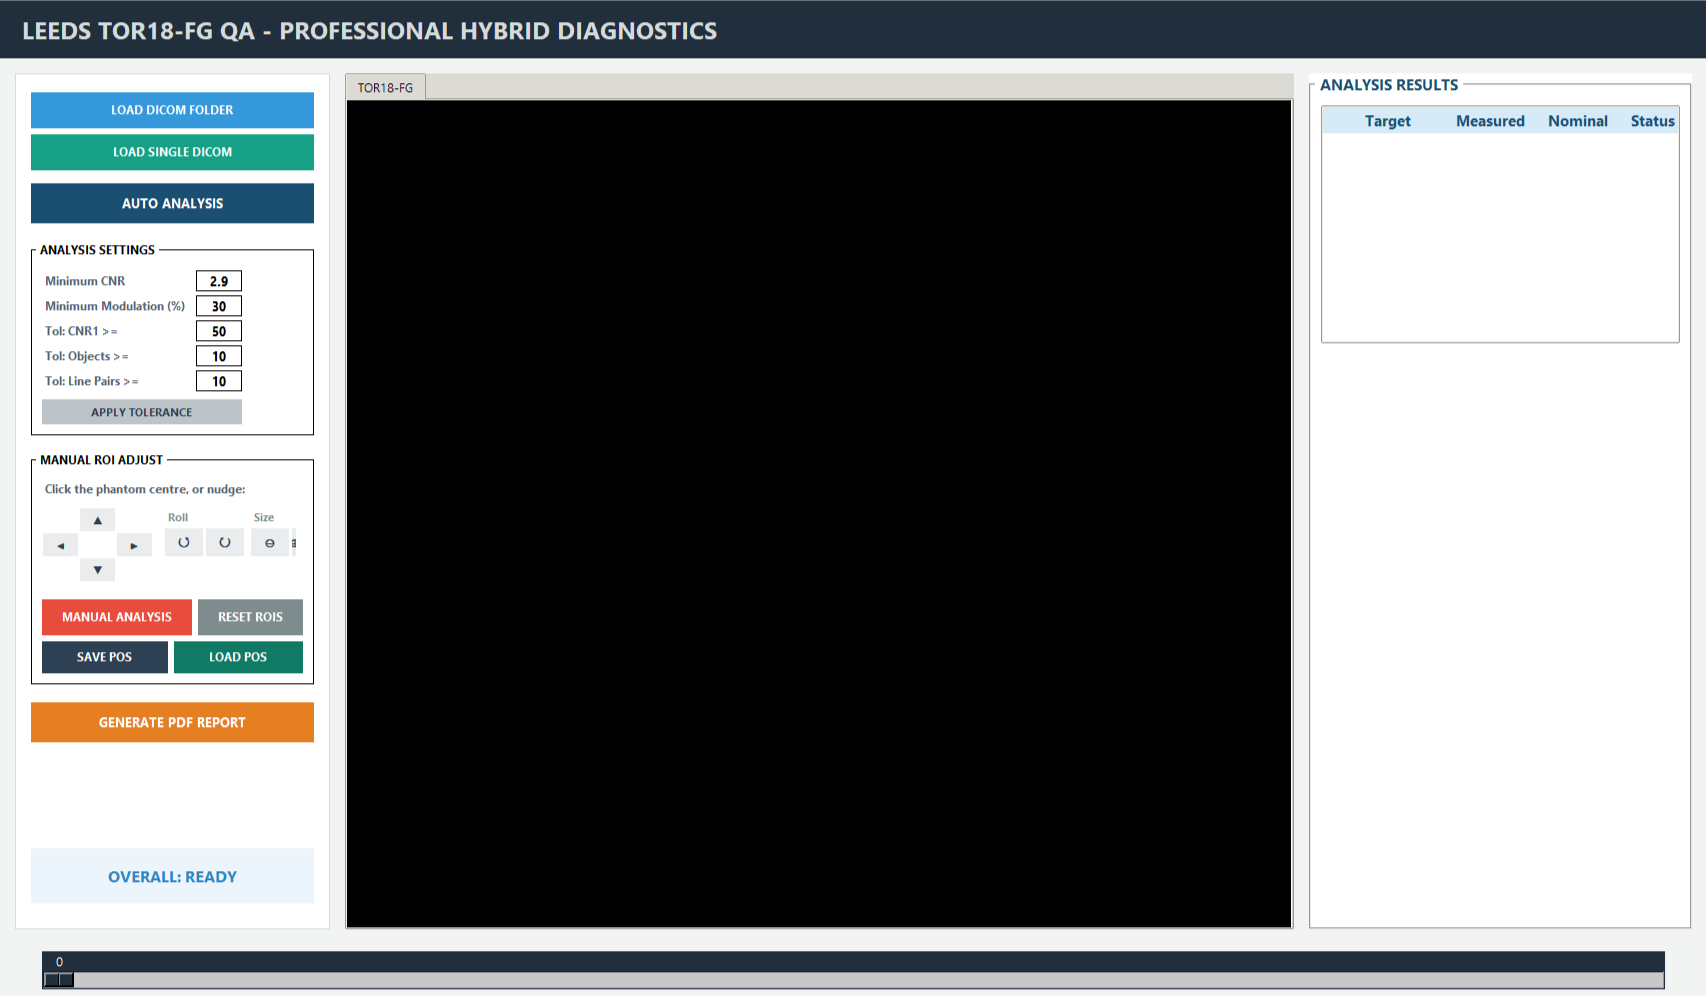 LEEDS TOR18-FG QA - PROFESSIONAL HYBRID DIAGNOSTICS
LOAD DICOM FOLDER
LOAD SINGLE DICOM
AUTO ANALYSIS
ANALYSIS SETTINGS
Minimum CNR 2.9
Minimum Modulation (%) 30
Tol: CNR1 >= 50
Tol: Objects >= 10
Tol: Line Pairs >= 10
APPLY TOLERANCE
MANUAL ROI ADJUST
Click the phantom centre, or nudge:
Roll Size
MANUAL ANALYSIS RESET ROIS
SAVE POS LOAD POS
GENERATE PDF REPORT
OVERALL: READY
TOR18-FG
ANALYSIS RESULTS
Target Measured Nominal Status
0